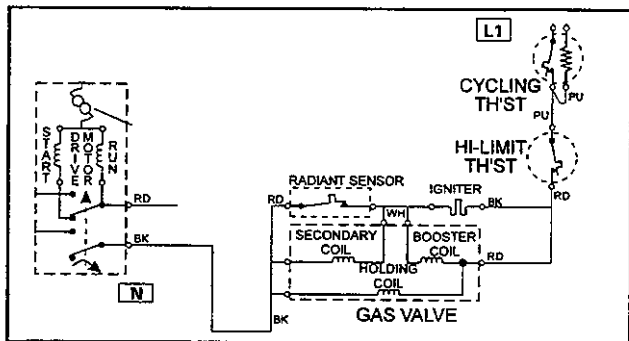 L1
CYCLING
TH'ST
PU
PU
HI-LIMIT
TH'ST
RD
START
DRIVE
MOTOR
RUN
RD
BK
N
RADIANT SENSOR
IGNITER
RD
WH
BK
SECONDARY
COIL
BOOSTER
COIL
RD
HOLDING
COIL
BK
GAS VALVE